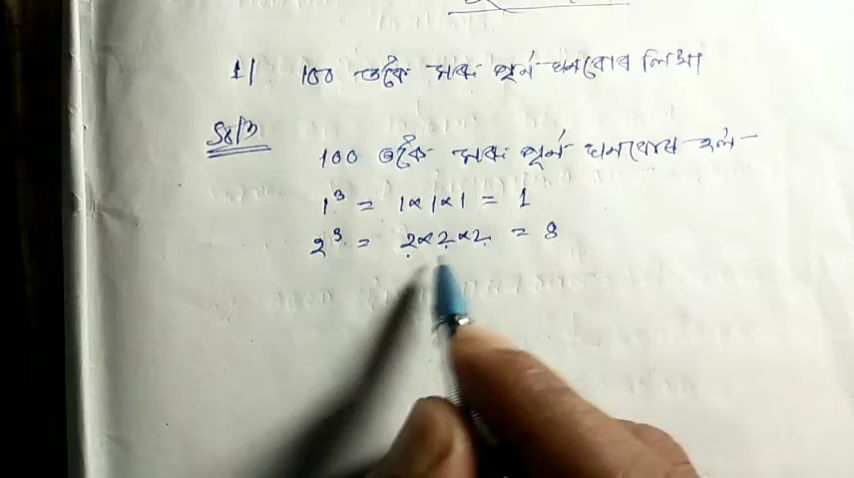 1| 100 তকৈ সৰু পূৰ্ন ঘনবোৰ লিখা
Sol^n
100 তকৈ সৰু পূৰ্ন ঘনবোৰ হ'ল-
1³ = 1×1×1 = 1
2³ = 2×2×2 = 8